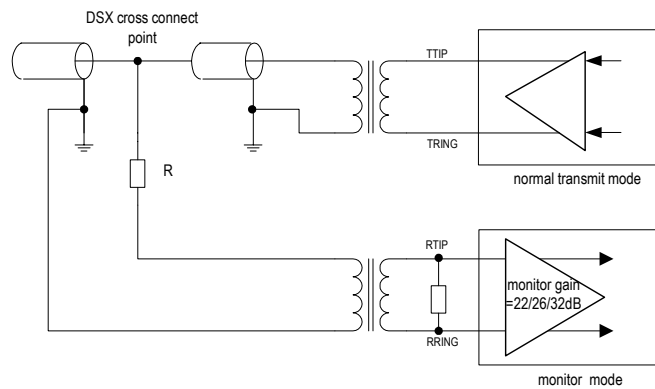 DSX cross connect
point
TTIP
TRING
normal transmit mode
R
RTIP
monitor gain
=22/26/32dB
RRING
monitor mode